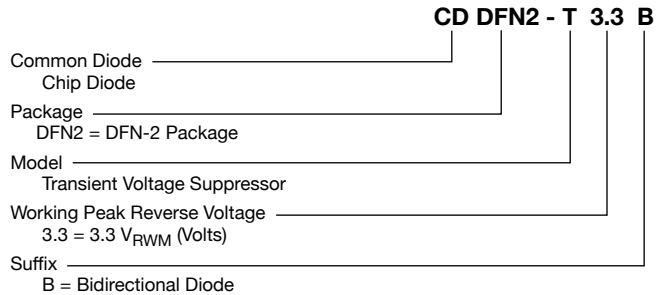 CD DFN2 - T 3.3 B
Common Diode
Chip Diode
Package
DFN2 = DFN-2 Package
Model
Transient Voltage Suppressor
Working Peak Reverse Voltage
3.3 = 3.3 VRWM (Volts)
Suffix
B = Bidirectional Diode